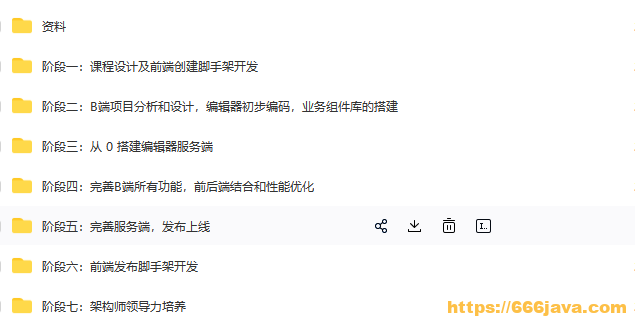 资料
阶段一：课程设计及前端创建脚手架开发
阶段二：B端项目分析和设计，编辑器初步编码，业务组件库的搭建
阶段三：从 0 搭建编辑器服务端
阶段四：完善B端所有功能，前后端结合和性能优化
阶段五：完善服务端，发布上线
阶段六：前端发布脚手架开发
阶段七：架构师领导力培养
https://666java.com